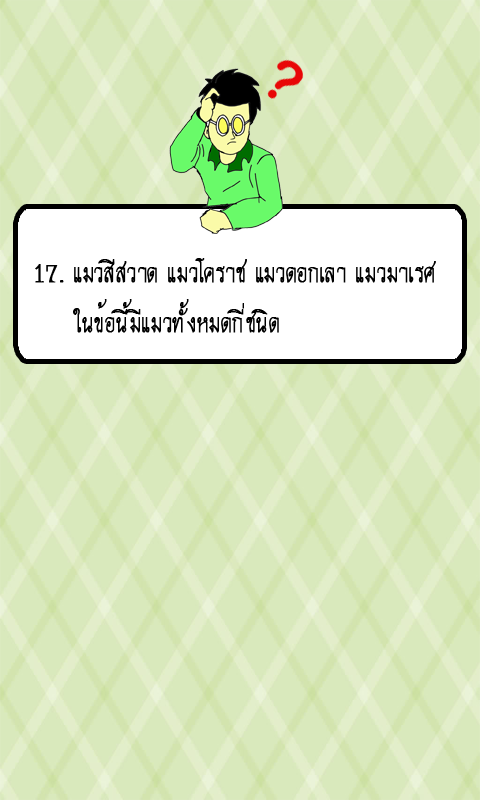 17. แมวสีสวาด แมวโคราช แมวดอกเลา แมวมาเรศ
ในข้อนี้มีแมวทั้งหมดกี่ชนิด